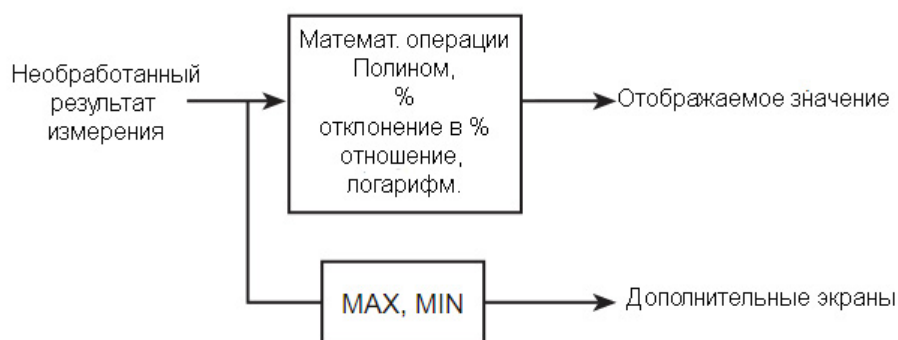 Необработанный
результат
измерения
Математ. операции
Полином,
%
отклонение в %
отношение,
логарифм.
Отображаемое значение
MAX, MIN
Дополнительные экраны